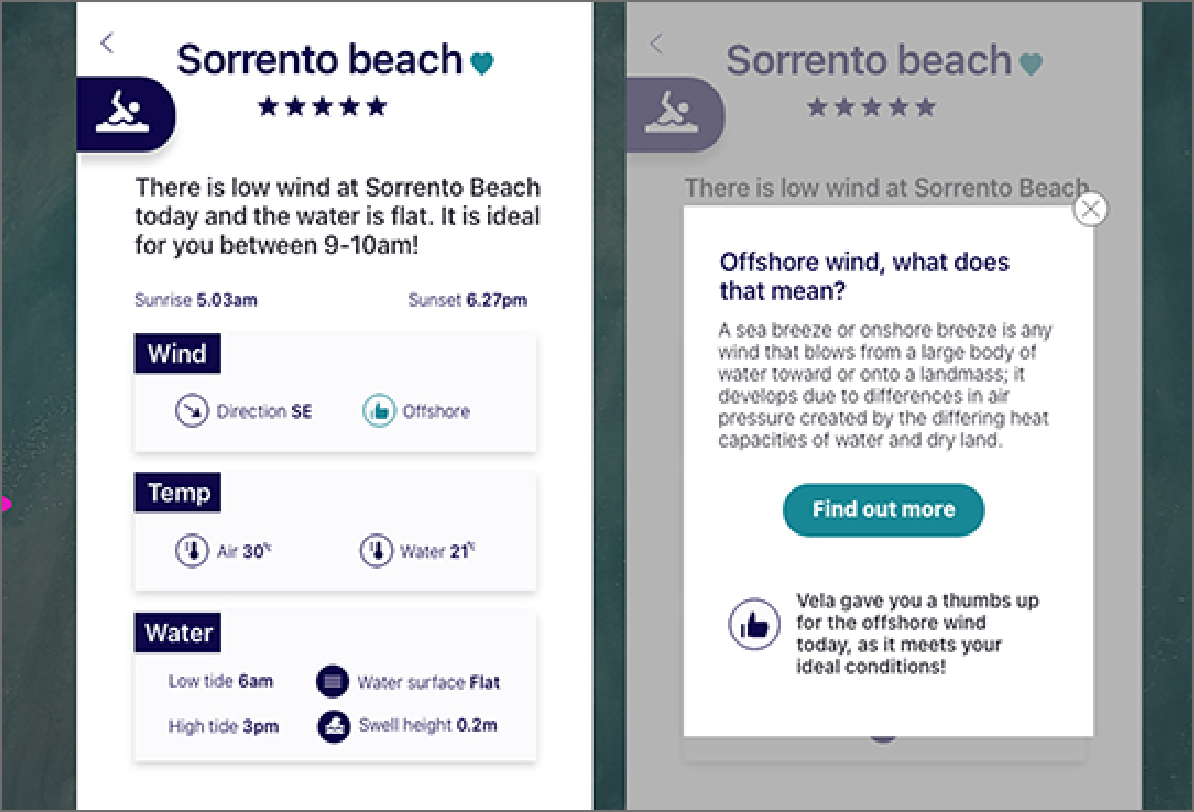 Sorrento beach
There is low wind at Sorrento Beach
today and the water is flat. It is ideal
for you between 9-10am!
Sunrise 5.03am
Sunset 6.27pm
Wind
Direction SE
Offshore
Temp
Air 30°c
Water 21°c
Water
Low tide 6am
Water surface Flat
High tide 3pm
Swell height 0.2m
Sorrento beach
There is low wind at Sorrento Beach
Offshore wind, what does
that mean?
A sea breeze or onshore breeze is any
wind that blows from a large body of
water toward or onto a landmass; it
develops due to differences in air
pressure created by the differing heat
capacities of water and dry land.
Find out more
Vela gave you a thumbs up
for the offshore wind
today, as it meets your
ideal conditions!